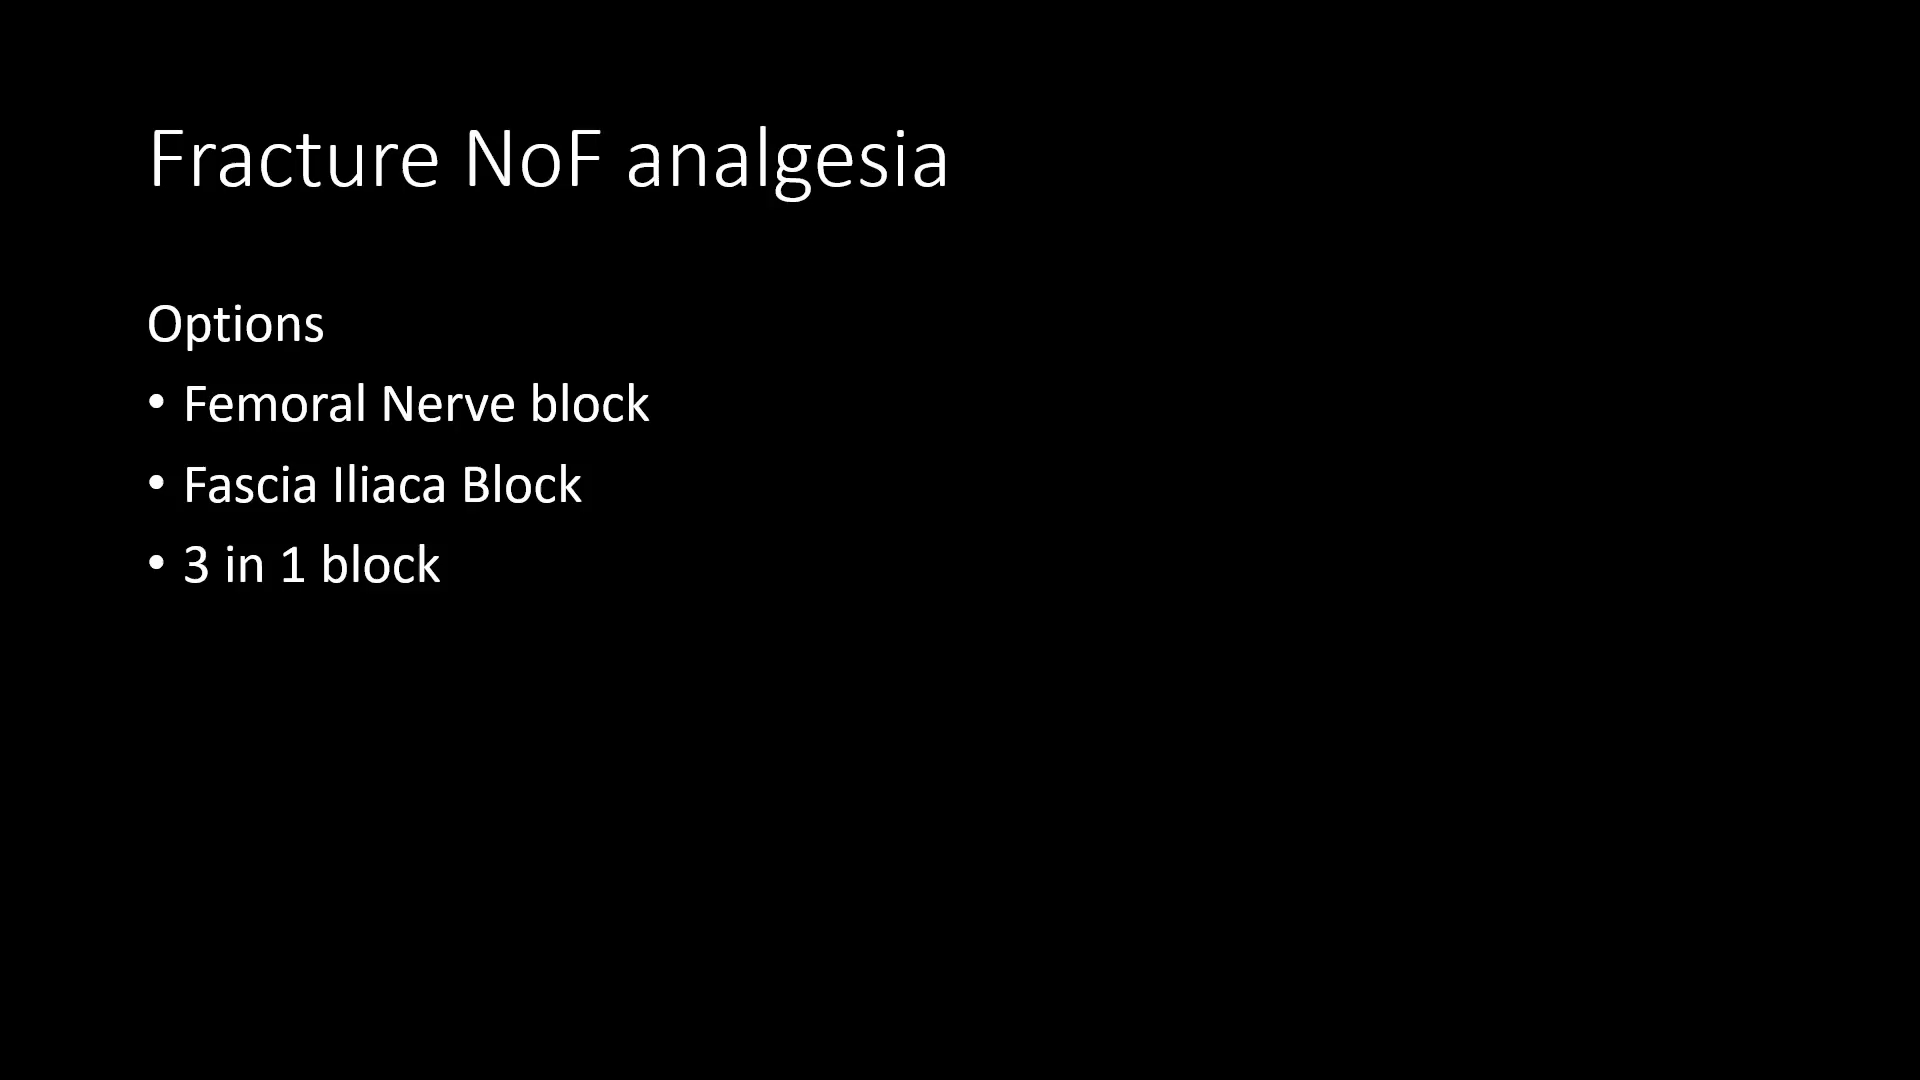 Fracture NoF analgesia
Options
• Femoral Nerve block
• Fascia Iliaca Block
• 3 in 1 block